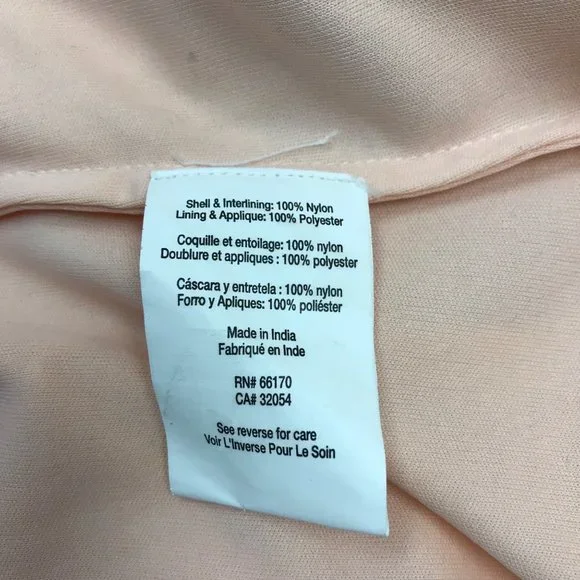 Shell & Interlining: 100% Nylon
Lining & Applique: 100% Polyester
Coquille et entoilage: 100% nylon
Doublure et appliques : 100% polyester
Cáscara y entretela : 100% nylon
Forro y Apliques: 100% poliéster
Made in India
Fabriqué en Inde
RN# 66170
CA# 32054
See reverse for care
Voir L'Inverse Pour Le Soin